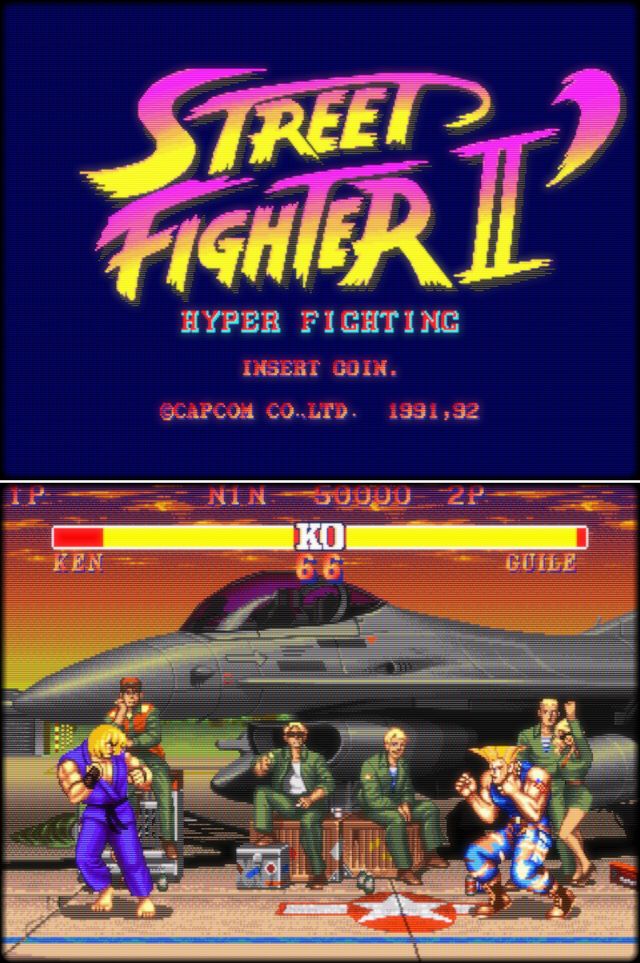 STREET
FIGHTER II'
HYPER FIGHTING
INSERT COIN.
©CAPCOM CO.,LTD. 1991,92
1P NIN 50000 2P
KO
KEN 66 GUILE